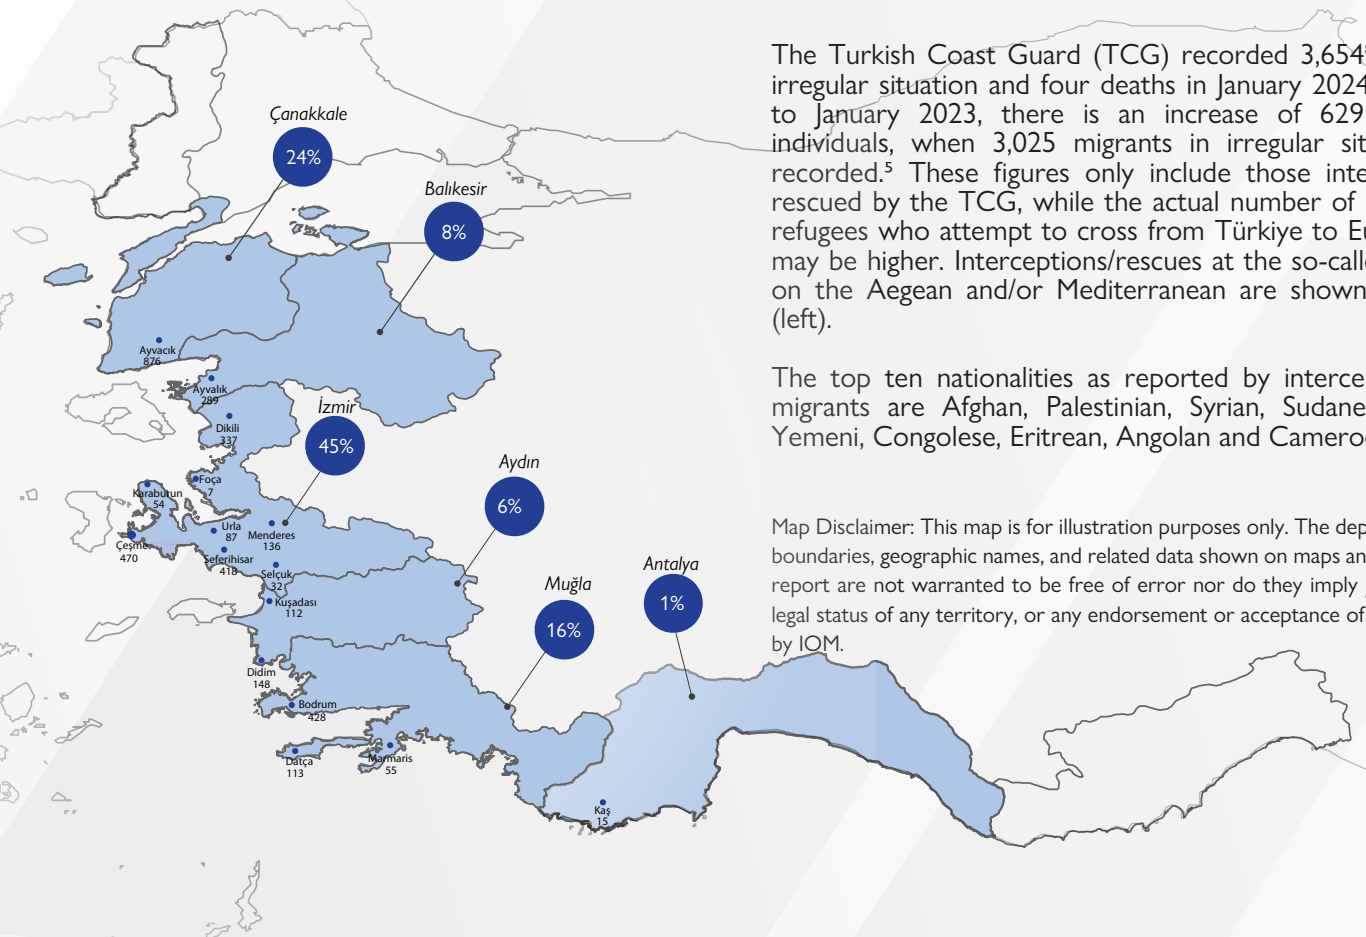 Çanakkale
24%
Balıkesir
8%
Ayvacık
876
Ayvalık
289
Dikili
337
İzmir
45%
Foça
7
Karaburun
54
Urla
87
Menderes
136
Çeşme
470
Seferihisar
418
Selçuk
32
Kuşadası
112
Aydın
6%
Didim
148
Bodrum
428
Datça
113
Marmaris
55
Muğla
16%
Antalya
1%
Kaş
15
The Turkish Coast Guard (TCG) recorded 3,654
irregular situation and four deaths in January 2024
to January 2023, there is an increase of 629
individuals, when 3,025 migrants in irregular sit
recorded.⁵ These figures only include those inte
rescued by the TCG, while the actual number of
refugees who attempt to cross from Türkiye to Eu
may be higher. Interceptions/rescues at the so-calle
on the Aegean and/or Mediterranean are shown
(left).
The top ten nationalities as reported by interce
migrants are Afghan, Palestinian, Syrian, Sudane
Yemeni, Congolese, Eritrean, Angolan and Cameroo
Map Disclaimer: This map is for illustration purposes only. The dep
boundaries, geographic names, and related data shown on maps an
report are not warranted to be free of error nor do they imply
legal status of any territory, or any endorsement or acceptance of
by IOM.